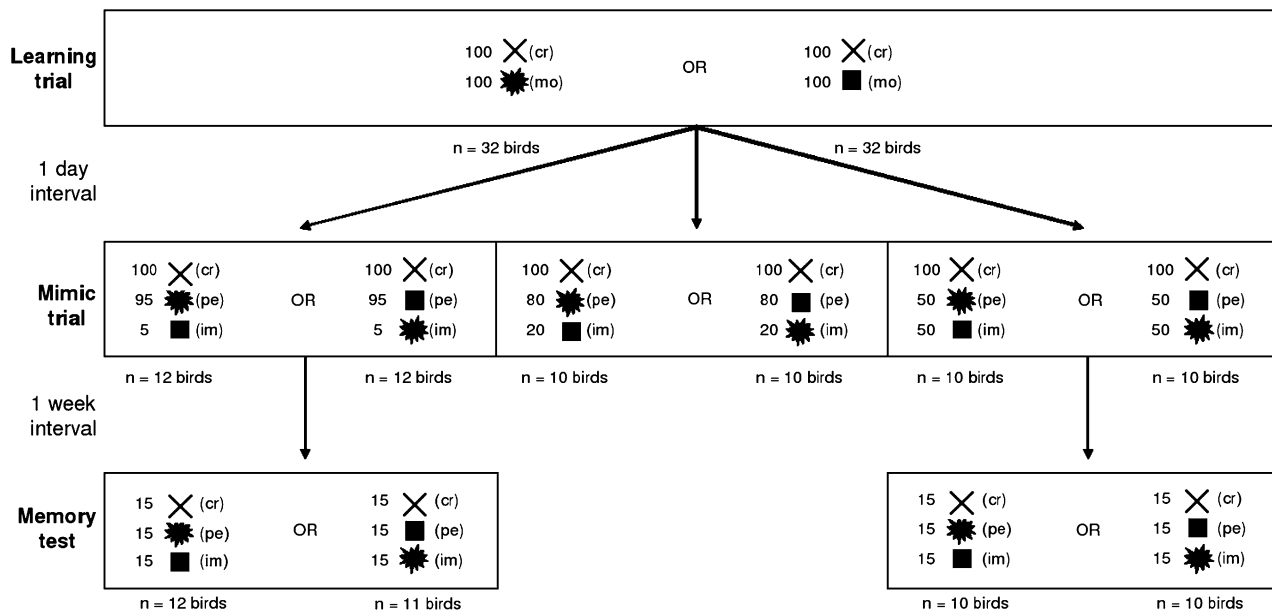 Learning trial
100 (cr) OR 100 (cr)
100 (mo) 100 (mo)
n = 32 birds n = 32 birds
1 day interval
Mimic trial
100 (cr) 100 (cr) 100 (cr) 100 (cr) 100 (cr) 100 (cr)
95 (pe) OR 95 (pe) 80 (pe) OR 80 (pe) 50 (pe) OR 50 (pe)
5 (im) 5 (im) 20 (im) 20 (im) 50 (im) 50 (im)
n = 12 birds n = 12 birds n = 10 birds n = 10 birds n = 10 birds n = 10 birds
1 week interval
Memory test
15 (cr) 15 (cr) 15 (cr) 15 (cr)
15 (pe) OR 15 (pe) 15 (pe) OR 15 (pe)
15 (im) 15 (im) 15 (im) 15 (im)
n = 12 birds n = 11 birds n = 10 birds n = 10 birds